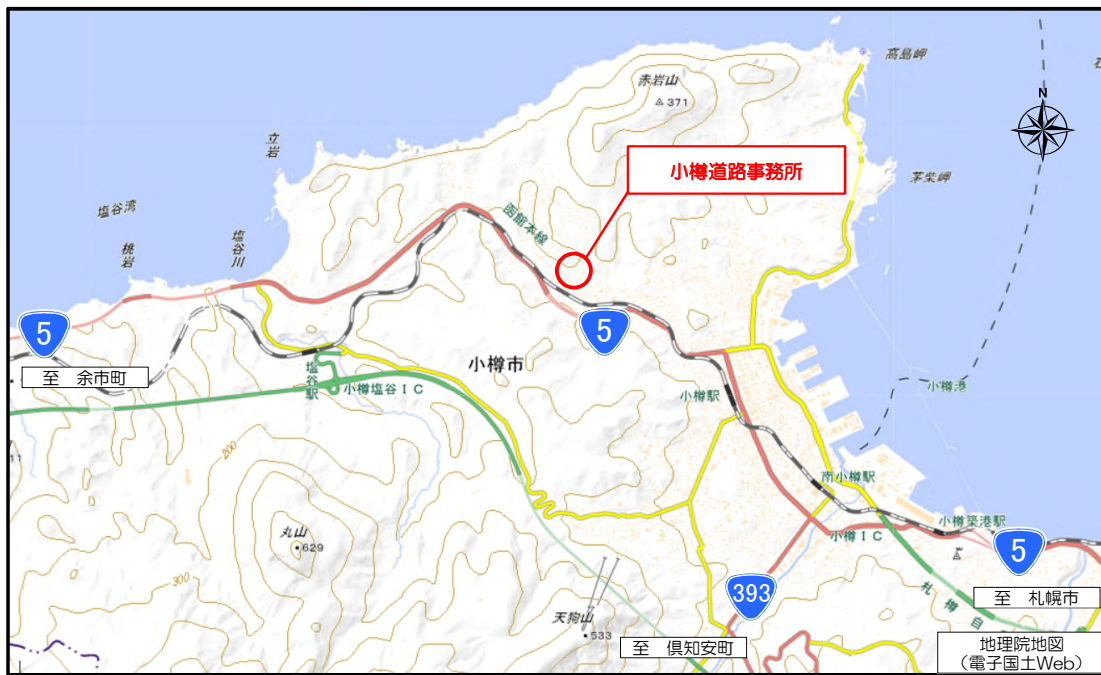 高島岬
赤岩山
371
N
立岩
小樽道路事務所
茅柴岬
塩谷湾
塩谷川
桃岩
函館本線
5
5
至 余市町
小樽市
塩谷駅
小樽塩谷IC
小樽駅
小樽港
200
11
南小樽駅
丸山
629
小樽築港駅
小樽IC
5
300
393
至 札幌市
札樽自
天狗山
533
至 倶知安町
地理院地図
(電子国土Web)